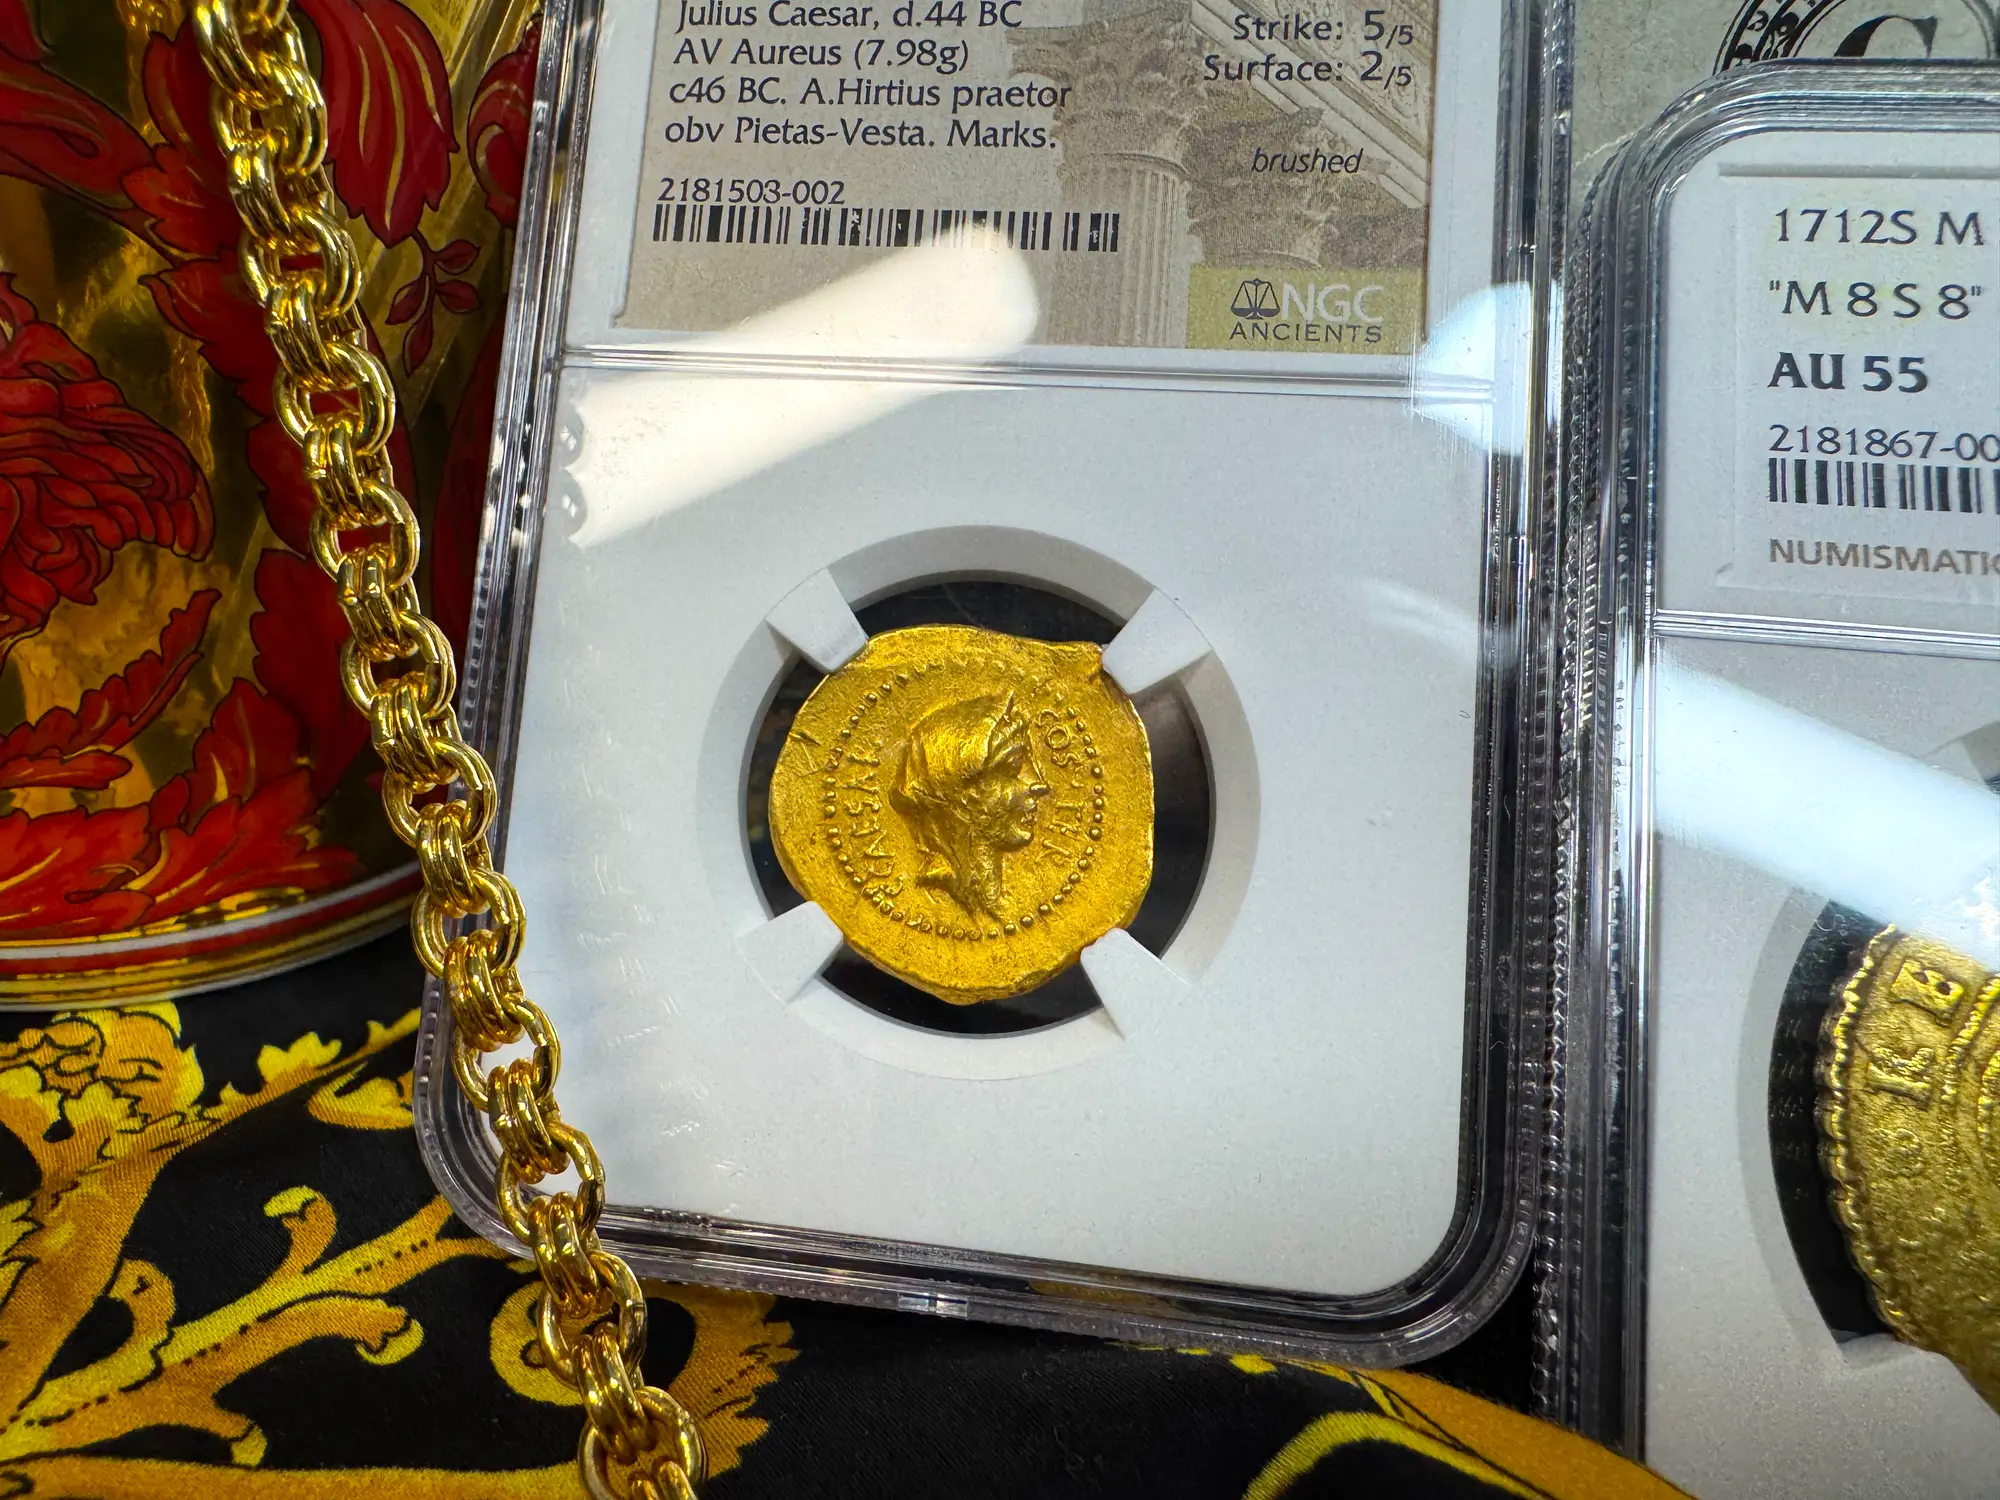 Julius Caesar, d.44 BC
AV Aureus (7.98g)
c46 BC. A.Hirtius praetor
obv Pietas-Vesta. Marks.
2181503-002
Strike: 5/5
Surface: 2/5
brushed
NGC
ANCIENTS
C CAESAR
COS TER
1712S M
"M 8 S 8"
AU 55
2181867-00
NUMISMATIC